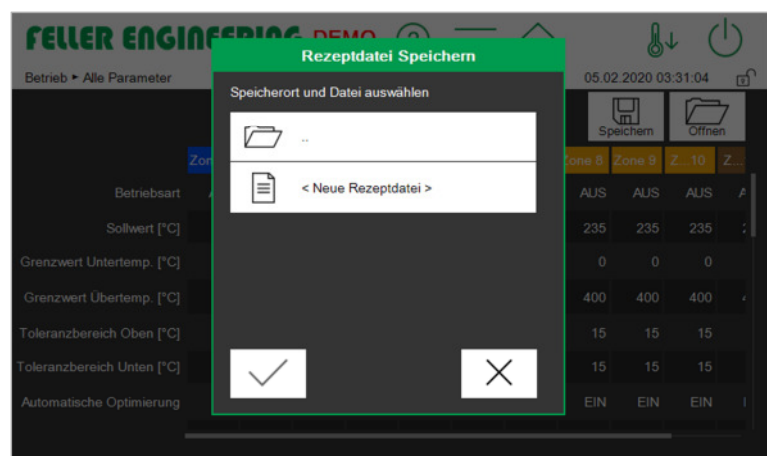 FELLER ENGINEERING DEMO
Rezeptdatei Speichern
Betrieb ▸ Alle Parameter
05.02.2020 03:31:04
Speicherort und Datei auswählen
..
< Neue Rezeptdatei >
Speichern
Öffnen
Zone 8 Zone 9 Z...10 Z...
Betriebsart AUS AUS AUS
Sollwert [°C] 235 235 235
Grenzwert Untertemp. [°C] 0 0 0
Grenzwert Übertemp. [°C] 400 400 400
Toleranzbereich Oben [°C] 15 15 15
Toleranzbereich Unten [°C] 15 15 15
Automatische Optimierung EIN EIN EIN